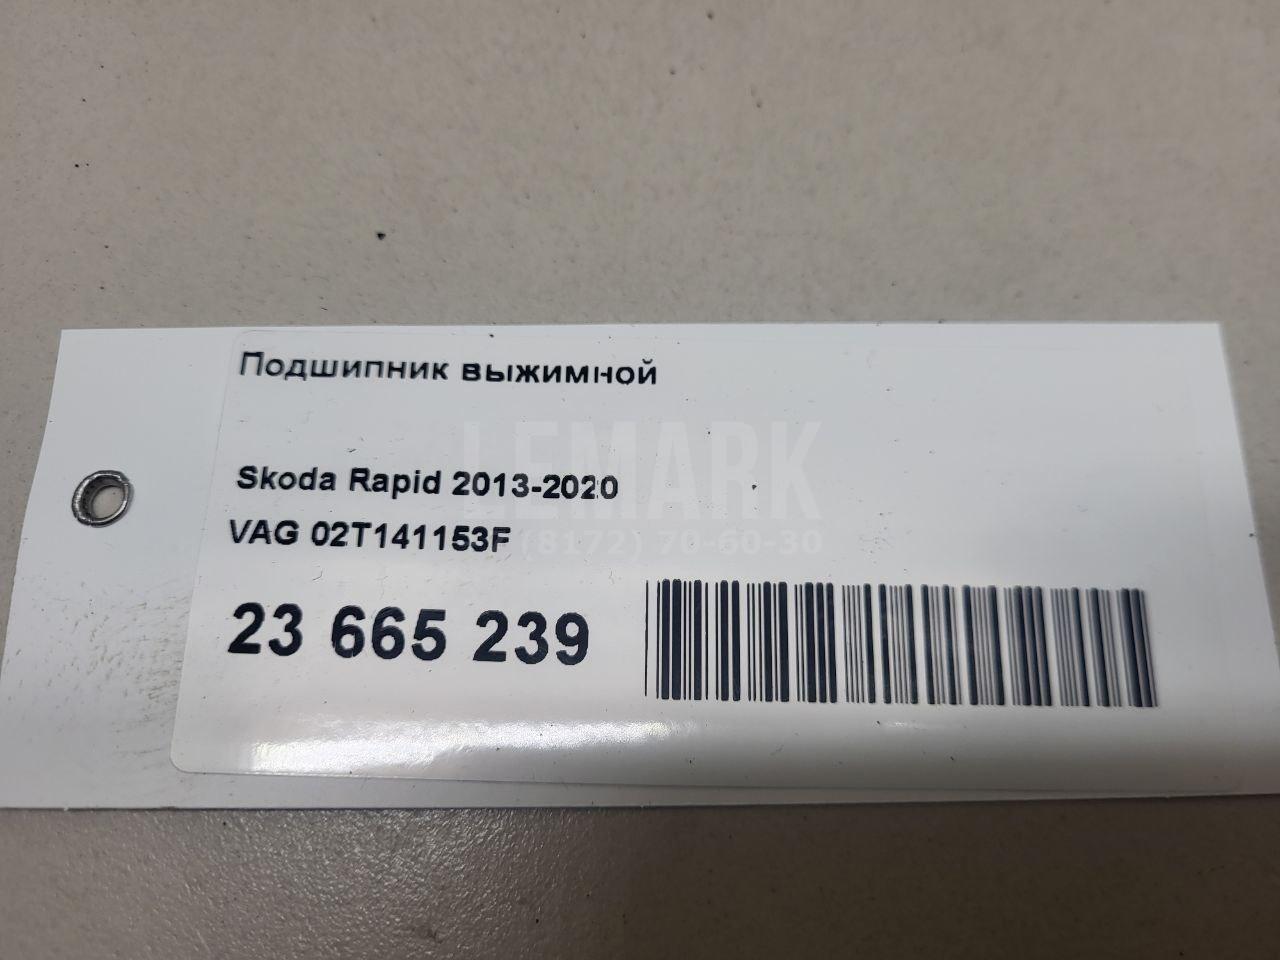 Подшипник выжимной
LEMARK
Skoda Rapid 2013-2020
VAG 02T141153F
(8172) 70-60-30
23 665 239